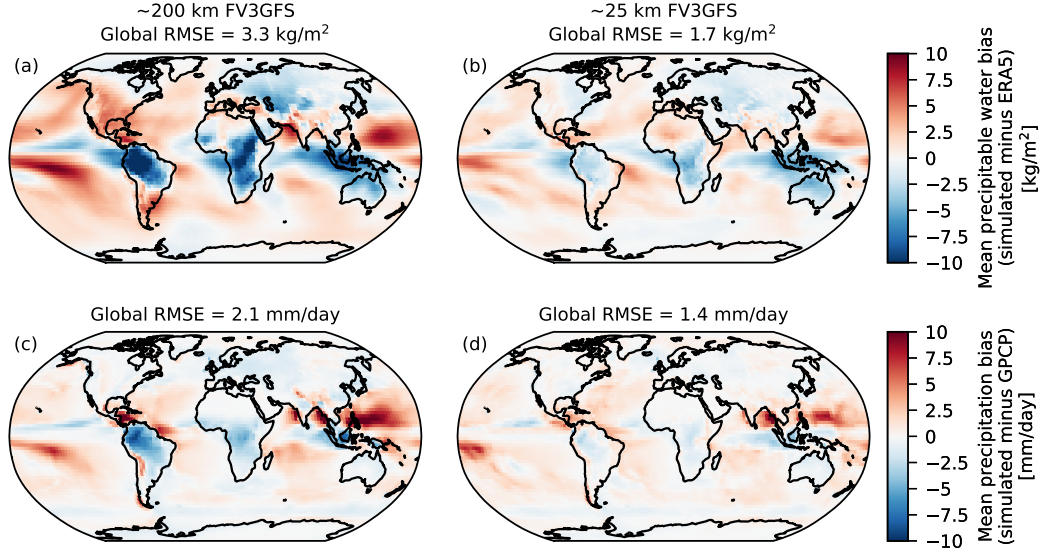 ~200 km FV3GFS
Global RMSE = 3.3 kg/m²
~25 km FV3GFS
Global RMSE = 1.7 kg/m²
(a)
(b)
10
7.5
5
2.5
0
−2.5
−5
−7.5
−10
Mean precipitable water bias
(simulated minus ERA5)
[kg/m²]
Global RMSE = 2.1 mm/day
Global RMSE = 1.4 mm/day
(c)
(d)
10
7.5
5
2.5
0
−2.5
−5
−7.5
−10
Mean precipitation bias
(simulated minus GPCP)
[mm/day]